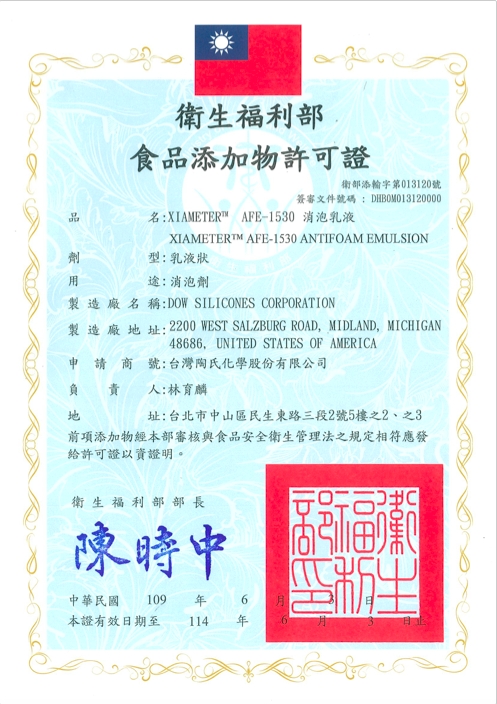 衛生福利部
食品添加物許可證
衛部添輸字第013120號
簽審文件號碼 : DHB0M013120000
品名:XIAMETER™ AFE-1530 消泡乳液
XIAMETER™ AFE-1530 ANTIFOAM EMULSION
劑型:乳液狀
用途:消泡劑
製造廠名稱:DOW SILICONES CORPORATION
製造廠地址:2200 WEST SALZBURG ROAD, MIDLAND, MICHIGAN
48686, UNITED STATES OF AMERICA
申請商號:台灣陶氏化學股份有限公司
負責人:林育麟
地址:台北市中山區民生東路三段2號5樓之2、之3
前項添加物經本部審核與食品安全衛生管理法之規定相符應發
給許可證以資證明。
衛生福利部部長
陳時中
衛生福利部印
中華民國 109 年 6 月 3 日
本證有效日期至 114 年 6 月 3 日止